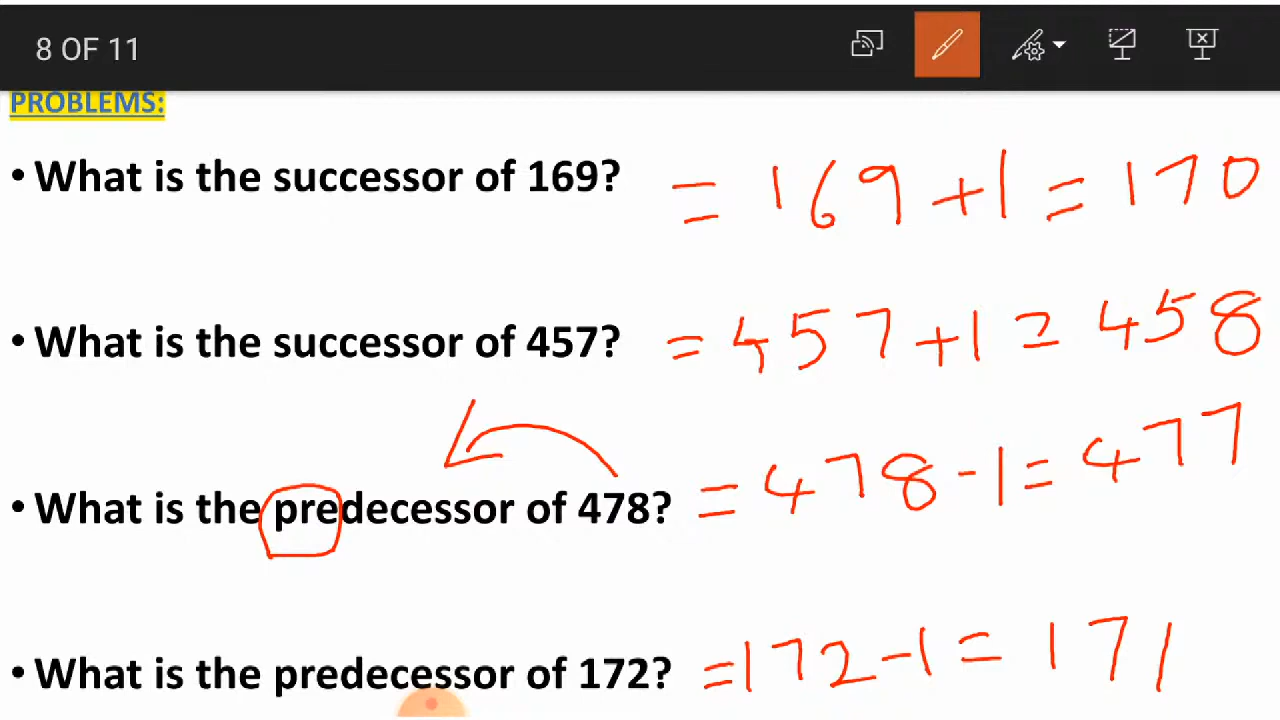 8 OF 11
PROBLEMS:
• What is the successor of 169? = 169 + 1 = 170
• What is the successor of 457? = 457 + 1 = 458
• What is the predecessor of 478? = 478 - 1 = 477
• What is the predecessor of 172? = 172 - 1 = 171